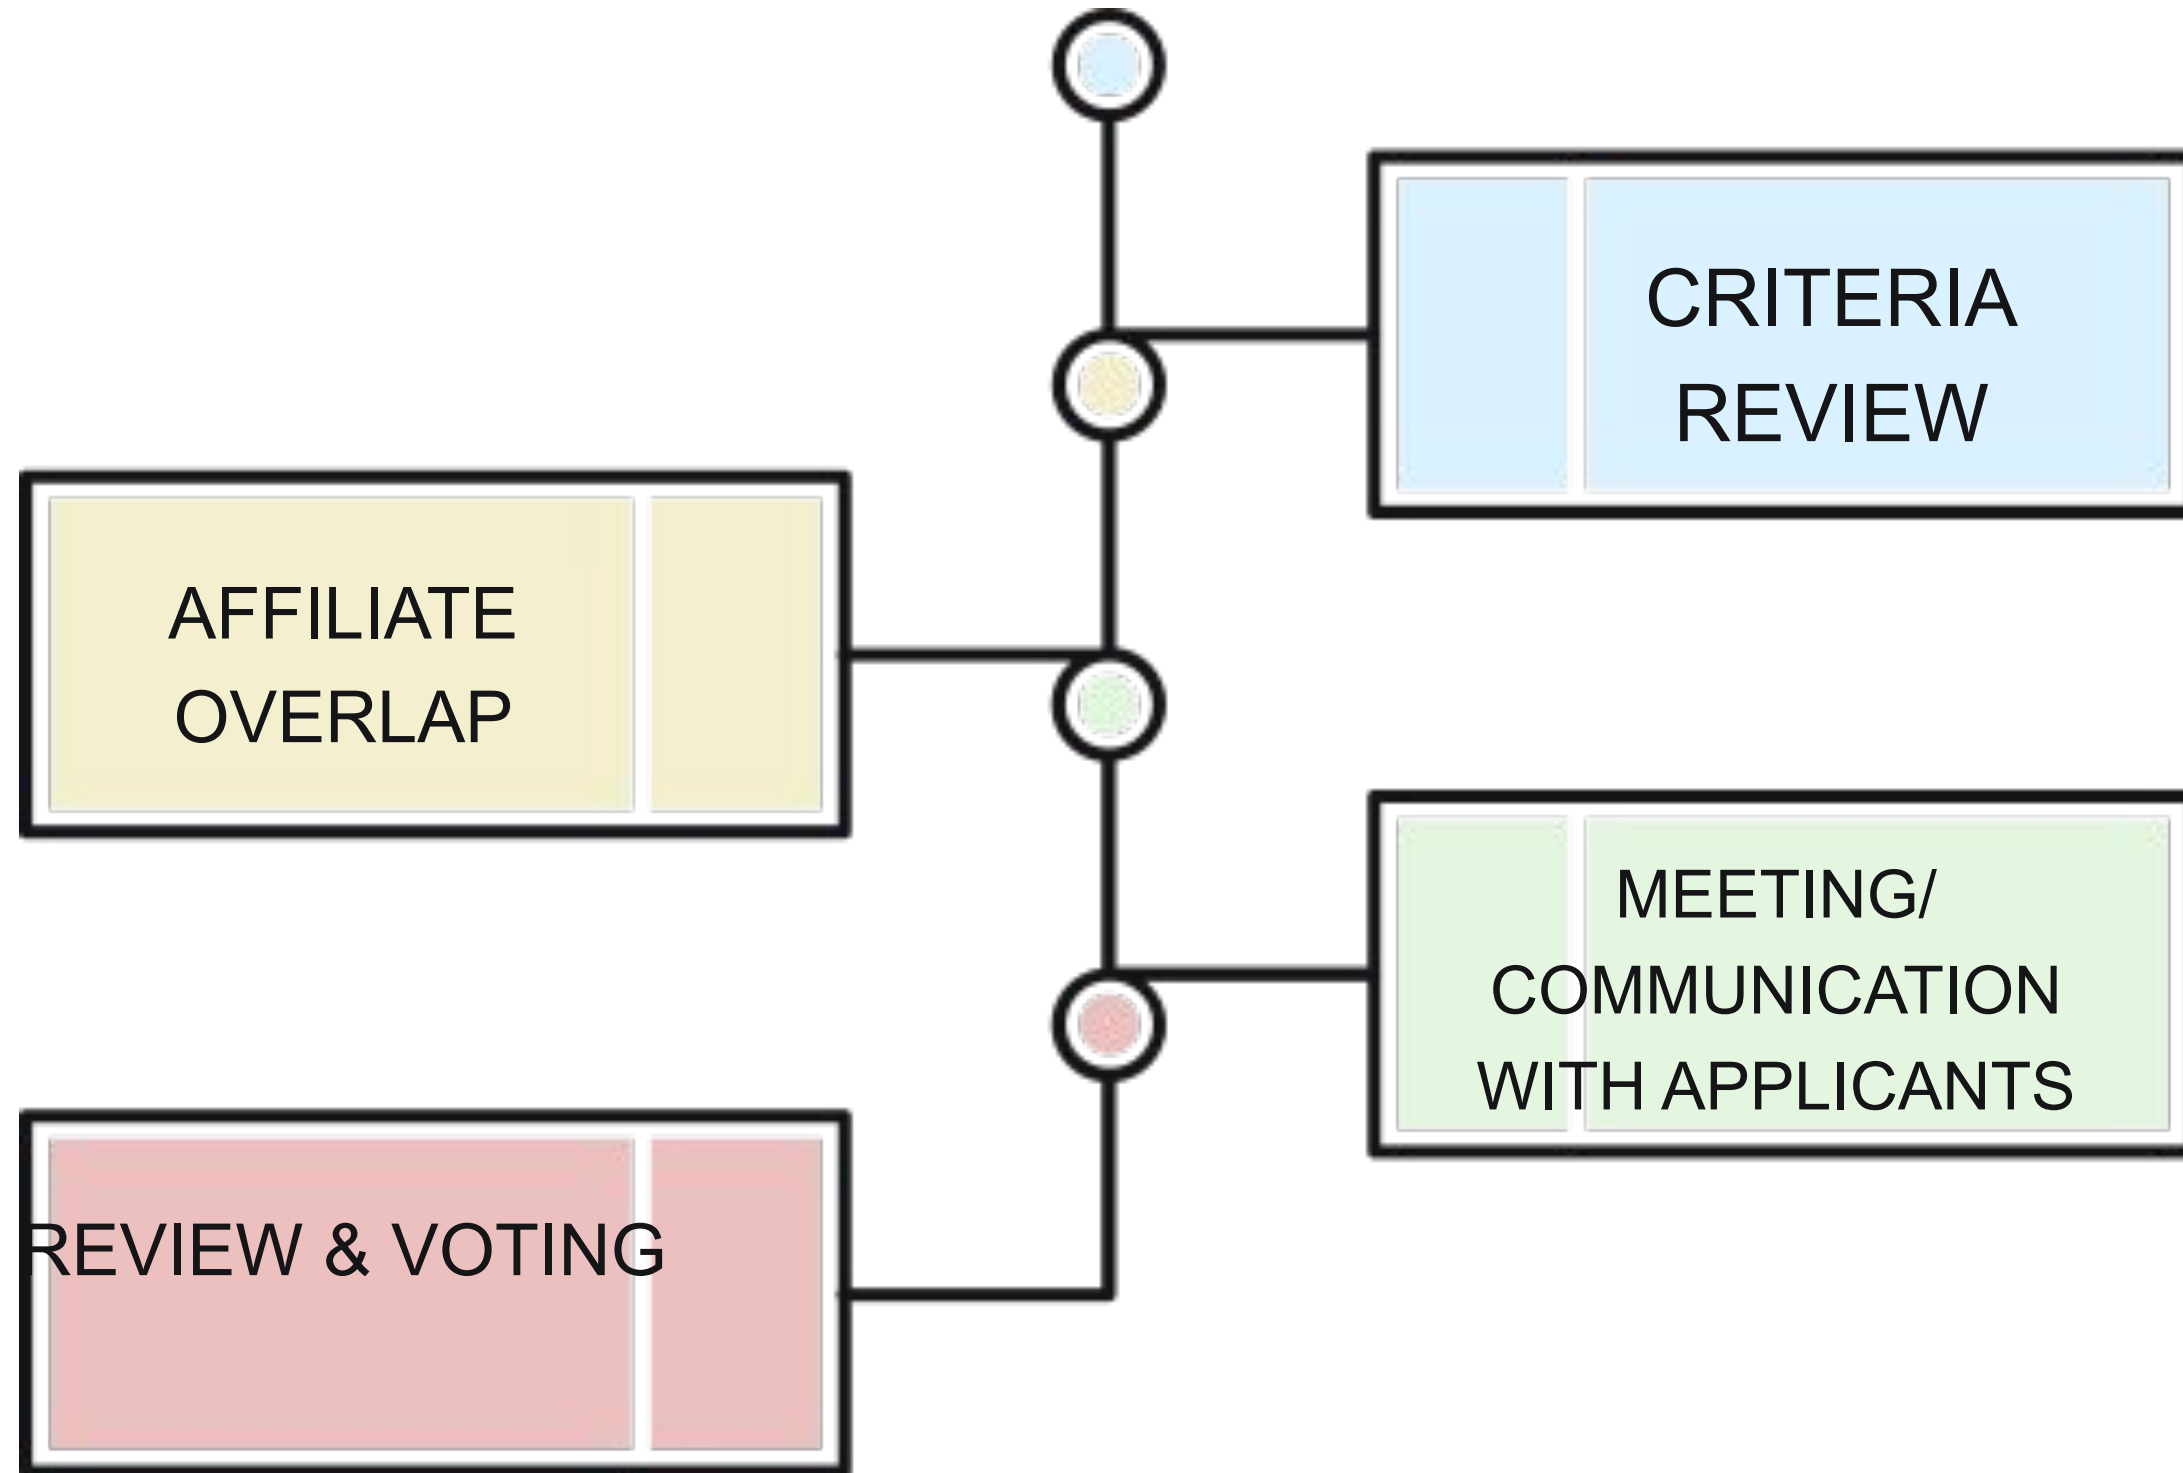 CRITERIA
REVIEW
AFFILIATE
OVERLAP
MEETING/
COMMUNICATION
WITH APPLICANTS
REVIEW & VOTING